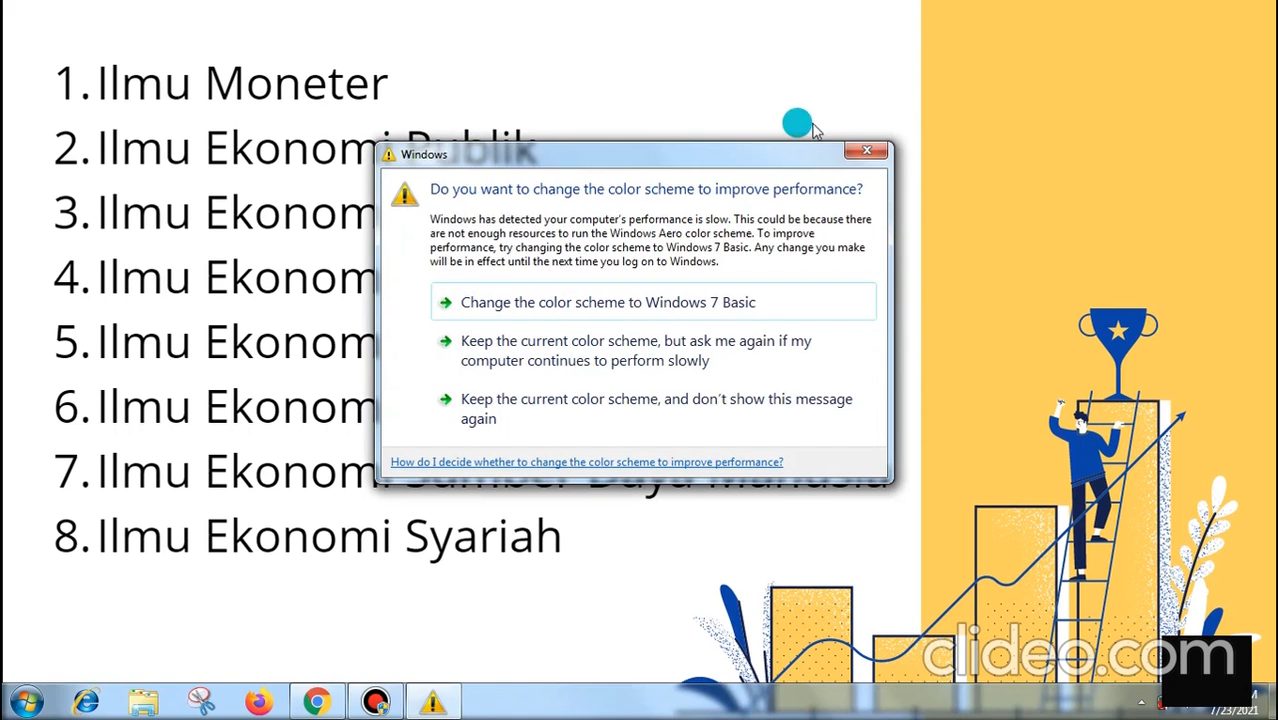 1. Ilmu Moneter
2. Ilmu Ekonomi Publik
3. Ilmu Ekonom
4. Ilmu Ekonom
5. Ilmu Ekonom
6. Ilmu Ekonom
7. Ilmu Ekonomi Sumber Daya Manusia
8. Ilmu Ekonomi Syariah
Windows
Do you want to change the color scheme to improve performance?
Windows has detected your computer's performance is slow. This could be because there
are not enough resources to run the Windows Aero color scheme. To improve
performance, try changing the color scheme to Windows 7 Basic. Any change you make
will be in effect until the next time you log on to Windows.
Change the color scheme to Windows 7 Basic
Keep the current color scheme, but ask me again if my
computer continues to perform slowly
Keep the current color scheme, and don't show this message
again
How do I decide whether to change the color scheme to improve performance?
clideo.com
7/23/2021